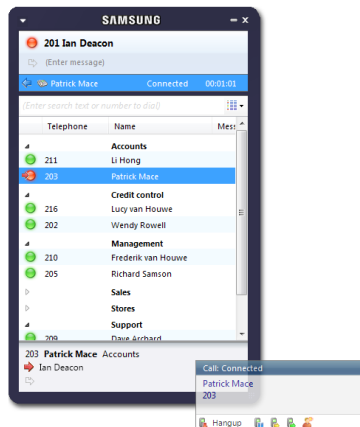 SAMSUNG
201 Ian Deacon
(Enter message)
Patrick Mace Connected 00:01:01
(Enter search text or number to dial)
Telephone Name Mess
Accounts
211 Li Hong
203 Patrick Mace
Credit control
216 Lucy van Houwe
202 Wendy Rowell
Management
210 Frederik van Houwe
205 Richard Samson
Sales
Stores
Support
209 Dave Archard
203 Patrick Mace Accounts
Ian Deacon
Call: Connected
Patrick Mace
203
Hangup